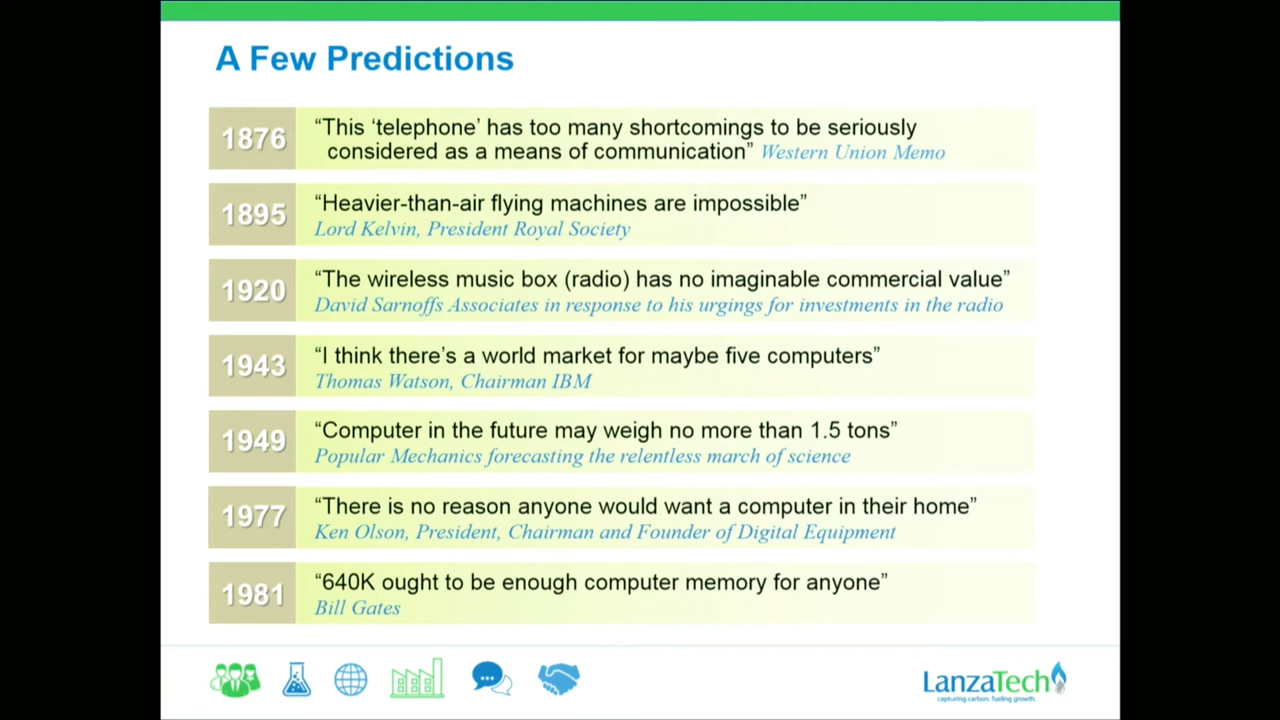 A Few Predictions
1876
“This ‘telephone’ has too many shortcomings to be seriously
considered as a means of communication” Western Union Memo
1895
“Heavier-than-air flying machines are impossible”
Lord Kelvin, President Royal Society
1920
“The wireless music box (radio) has no imaginable commercial value”
David Sarnoffs Associates in response to his urgings for investments in the radio
1943
“I think there’s a world market for maybe five computers”
Thomas Watson, Chairman IBM
1949
“Computer in the future may weigh no more than 1.5 tons”
Popular Mechanics forecasting the relentless march of science
1977
“There is no reason anyone would want a computer in their home”
Ken Olson, President, Chairman and Founder of Digital Equipment
1981
“640K ought to be enough computer memory for anyone”
Bill Gates
LanzaTech
capturing carbon. fueling growth.